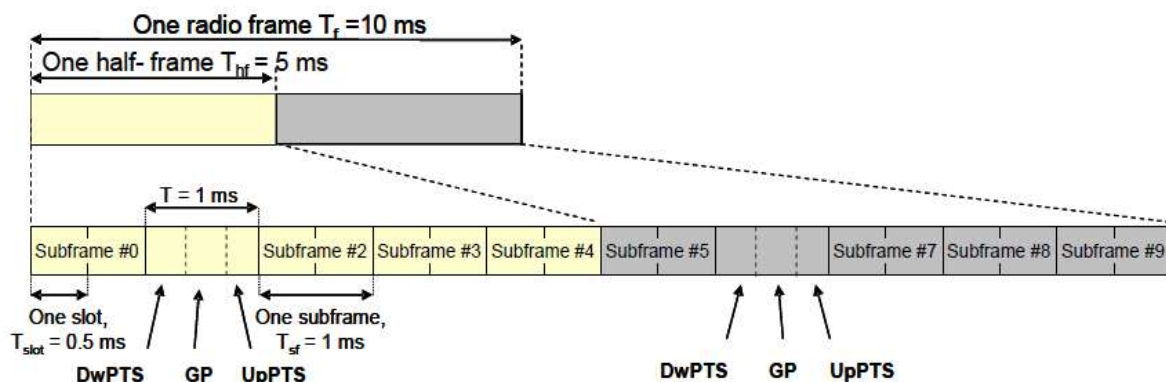 One radio frame T_f =10 ms
One half- frame T_hf = 5 ms
T = 1 ms
Subframe #0
Subframe #2
Subframe #3
Subframe #4
Subframe #5
Subframe #7
Subframe #8
Subframe #9
One slot,
T_slot = 0.5 ms
One subframe,
T_sf = 1 ms
DwPTS
GP
UpPTS
DwPTS
GP
UpPTS